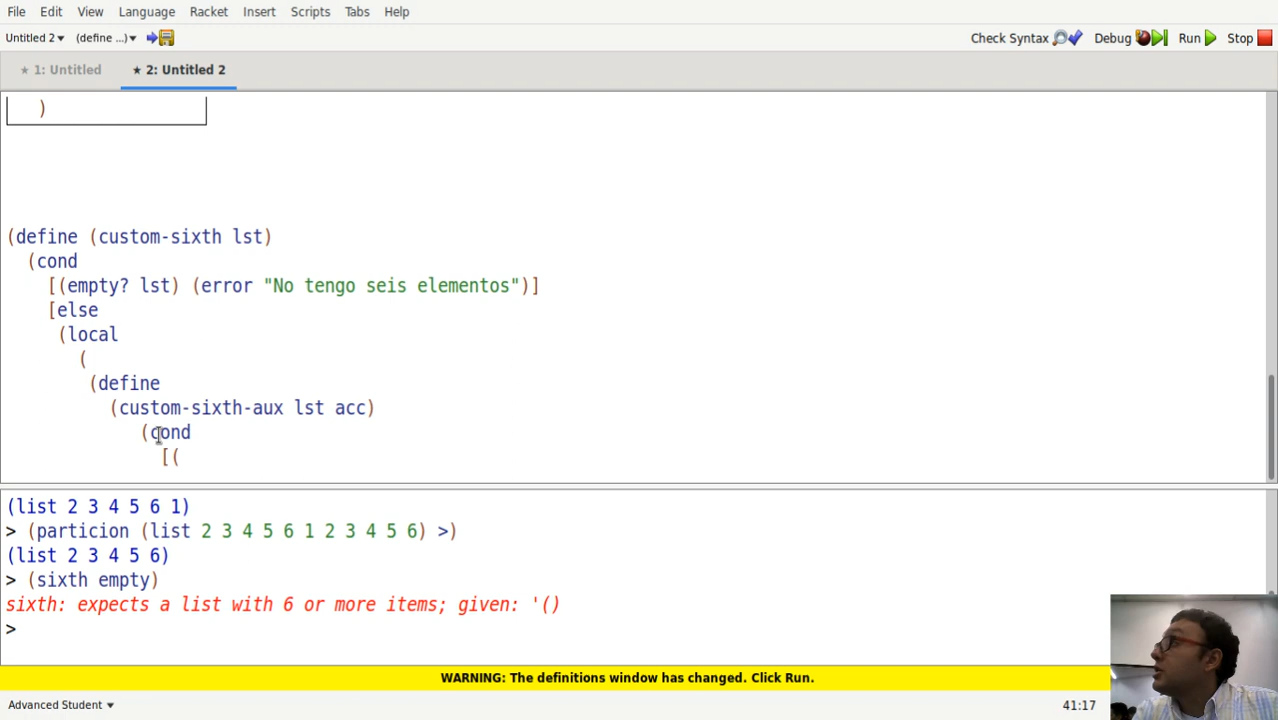 File Edit View Language Racket Insert Scripts Tabs Help
Untitled 2 (define ...) Check Syntax Debug Run Stop
★ 1: Untitled ★ 2: Untitled 2
)
(define (custom-sixth lst)
(cond
[(empty? lst) (error "No tengo seis elementos")]
[else
(local
(
(define
(custom-sixth-aux lst acc)
(cond
[(
(list 2 3 4 5 6 1)
> (particion (list 2 3 4 5 6 1 2 3 4 5 6) >)
(list 2 3 4 5 6)
> (sixth empty)
sixth: expects a list with 6 or more items; given: '()
>
WARNING: The definitions window has changed. Click Run.
Advanced Student 41:17